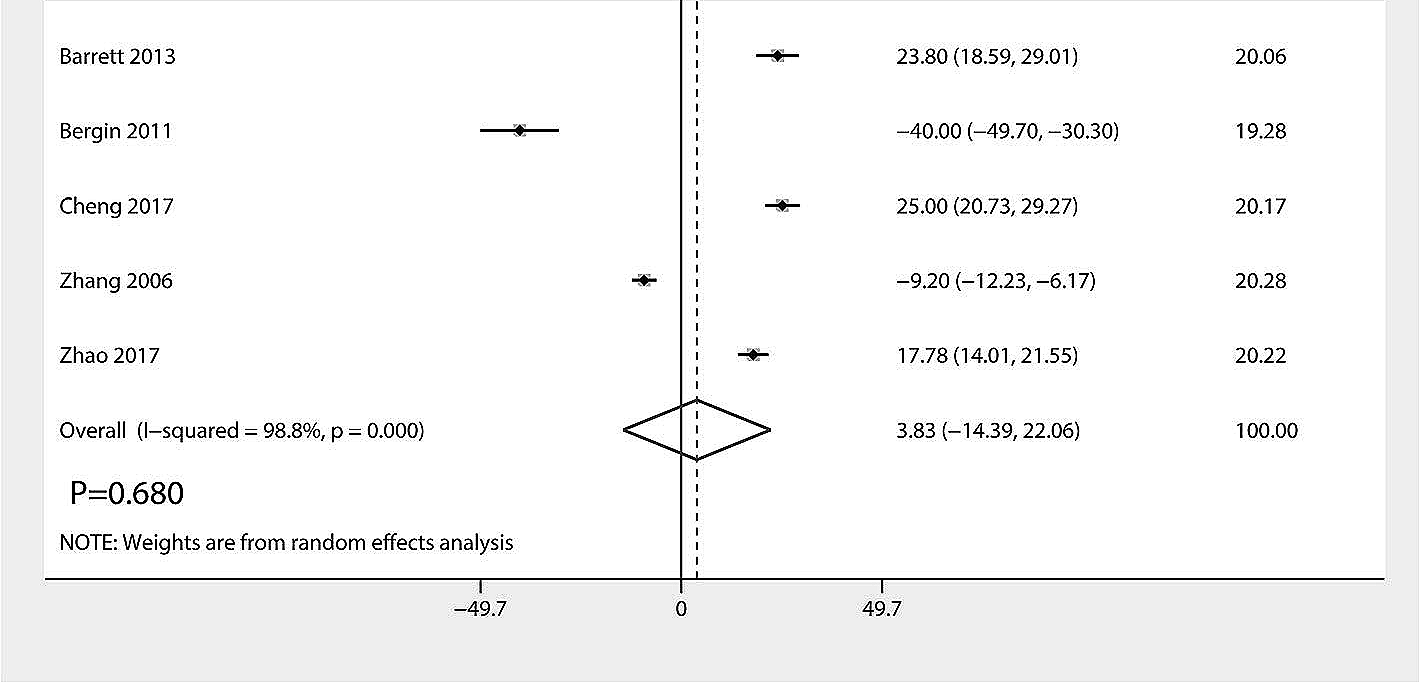 Barrett 2013 23.80 (18.59, 29.01) 20.06
Bergin 2011 −40.00 (−49.70, −30.30) 19.28
Cheng 2017 25.00 (20.73, 29.27) 20.17
Zhang 2006 −9.20 (−12.23, −6.17) 20.28
Zhao 2017 17.78 (14.01, 21.55) 20.22
Overall (I−squared = 98.8%, p = 0.000) 3.83 (−14.39, 22.06) 100.00
P=0.680
NOTE: Weights are from random effects analysis
−49.7 0 49.7